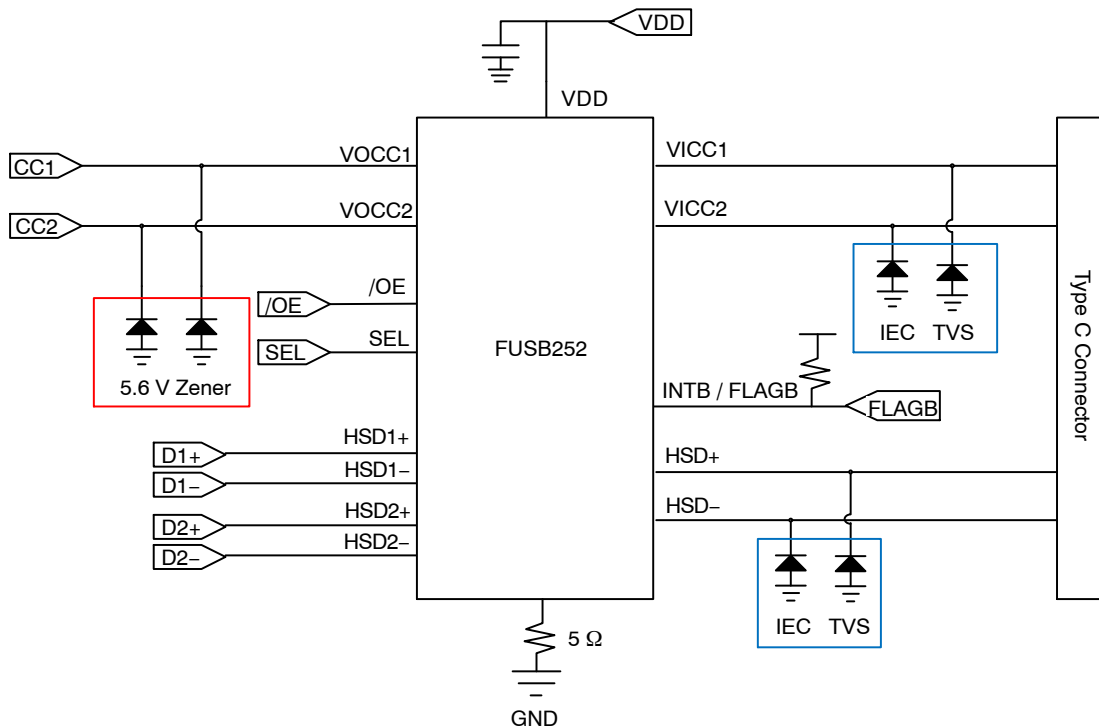 VDD
VDD
CC1
VOCC1
VICC1
CC2
VOCC2
VICC2
/OE
/OE
SEL
SEL
5.6 V Zener
FUSB252
IEC TVS
INTB / FLAGB
FLAGB
Type C Connector
D1+
HSD1+
D1−
HSD1−
D2+
HSD2+
D2−
HSD2−
HSD+
HSD−
IEC TVS
5 Ω
GND